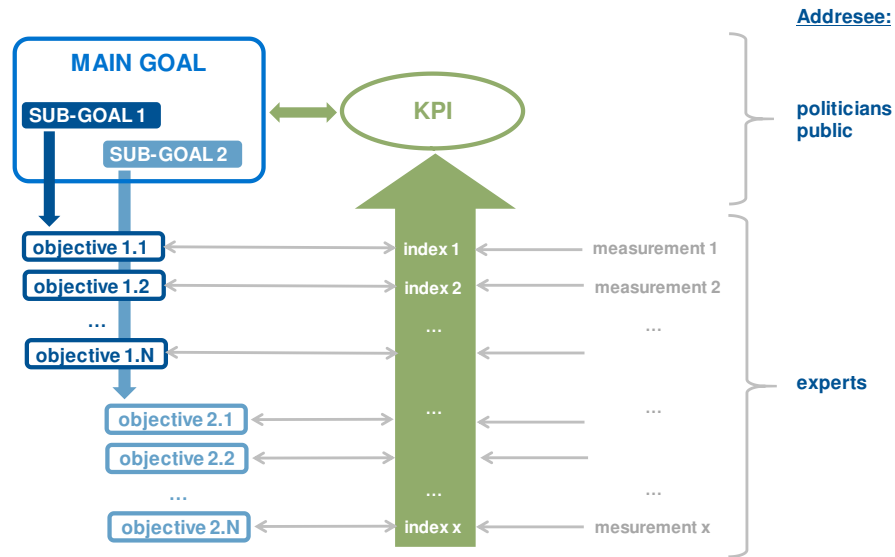 Addresee:
MAIN GOAL
SUB-GOAL 1
SUB-GOAL 2
KPI
politicians
public
objective 1.1
index 1
measurement 1
objective 1.2
index 2
measurement 2
...
...
...
objective 1.N
experts
objective 2.1
...
...
objective 2.2
...
...
...
objective 2.N
index x
mesurement x